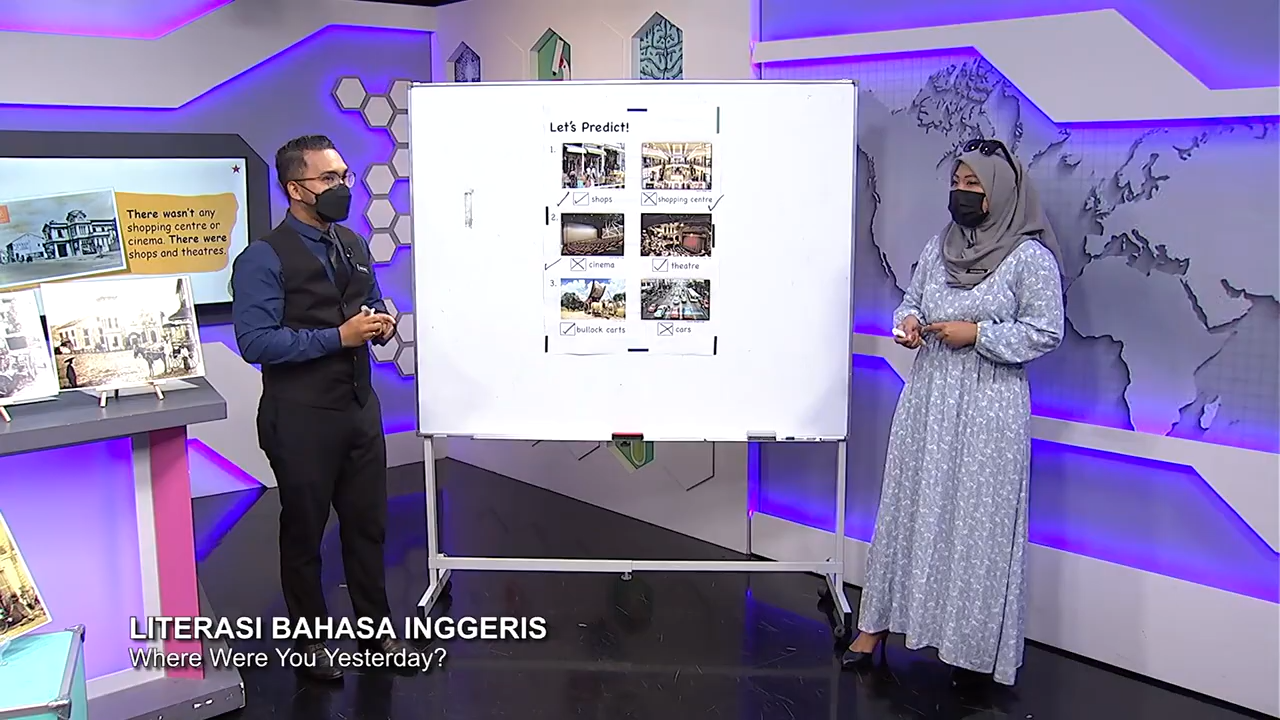 There wasn't any
shopping centre or
cinema. There were
shops and theatres.
Let's Predict!
1.
shops
shopping centre
2.
cinema
theatre
3.
bullock carts
cars
LITERASI BAHASA INGGERIS
Where Were You Yesterday?